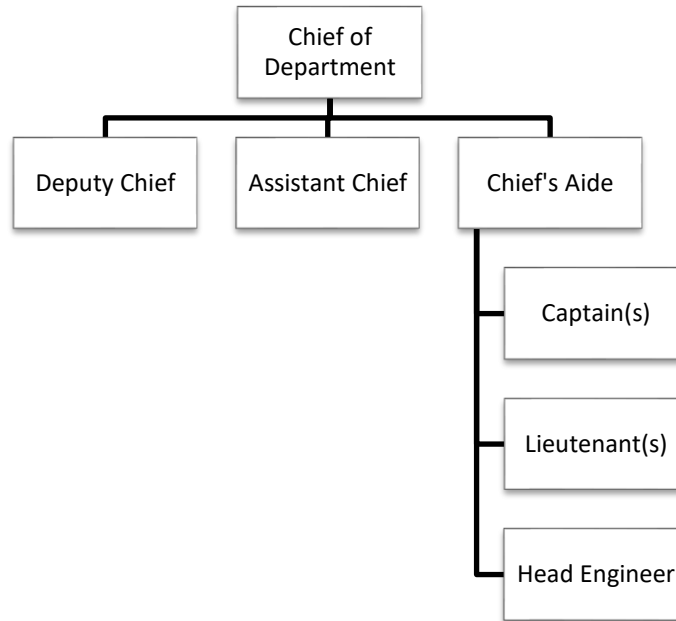 Chief of
Department
Deputy Chief
Assistant Chief
Chief's Aide
Captain(s)
Lieutenant(s)
Head Engineer